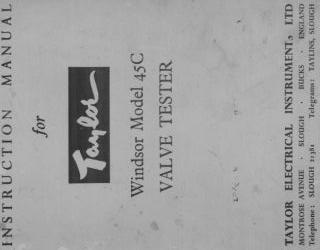 INSTRUCTION MANUAL
for
Taylor
Windsor Model 45C
VALVE TESTER
TAYLOR ELECTRICAL INSTRUMENTS LTD
MONTROSE AVENUE · SLOUGH · BUCKS · ENGLAND
Telephone: SLOUGH 21381 Telegrams: TAYLINS, SLOUGH